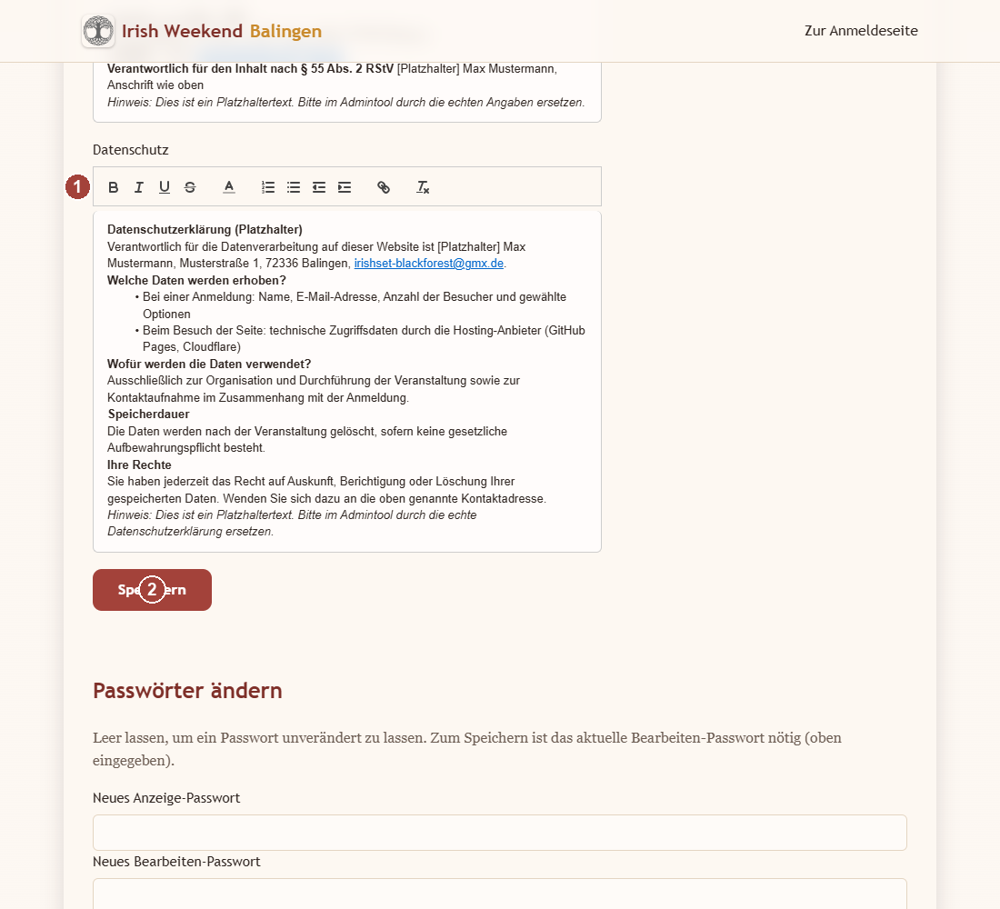 Irish Weekend Balingen
Zur Anmeldeseite
Verantwortlich für den Inhalt nach § 55 Abs. 2 RStV [Platzhalter] Max Mustermann,
Anschrift wie oben
Hinweis: Dies ist ein Platzhaltertext. Bitte im Admintool durch die echten Angaben ersetzen.
Datenschutz
1
Datenschutzerklärung (Platzhalter)
Verantwortlich für die Datenverarbeitung auf dieser Website ist [Platzhalter] Max
Mustermann, Musterstraße 1, 72336 Balingen, irishset-blackforest@gmx.de.
Welche Daten werden erhoben?
• Bei einer Anmeldung: Name, E-Mail-Adresse, Anzahl der Besucher und gewählte
Optionen
• Beim Besuch der Seite: technische Zugriffsdaten durch die Hosting-Anbieter (GitHub
Pages, Cloudflare)
Wofür werden die Daten verwendet?
Ausschließlich zur Organisation und Durchführung der Veranstaltung sowie zur
Kontaktaufnahme im Zusammenhang mit der Anmeldung.
Speicherdauer
Die Daten werden nach der Veranstaltung gelöscht, sofern keine gesetzliche
Aufbewahrungspflicht besteht.
Ihre Rechte
Sie haben jederzeit das Recht auf Auskunft, Berichtigung oder Löschung Ihrer
gespeicherten Daten. Wenden Sie sich dazu an die oben genannte Kontaktadresse.
Hinweis: Dies ist ein Platzhaltertext. Bitte im Admintool durch die echte
Datenschutzerklärung ersetzen.
2
Passwörter ändern
Leer lassen, um ein Passwort unverändert zu lassen. Zum Speichern ist das aktuelle Bearbeiten-Passwort nötig (oben
eingegeben).
Neues Anzeige-Passwort
Neues Bearbeiten-Passwort